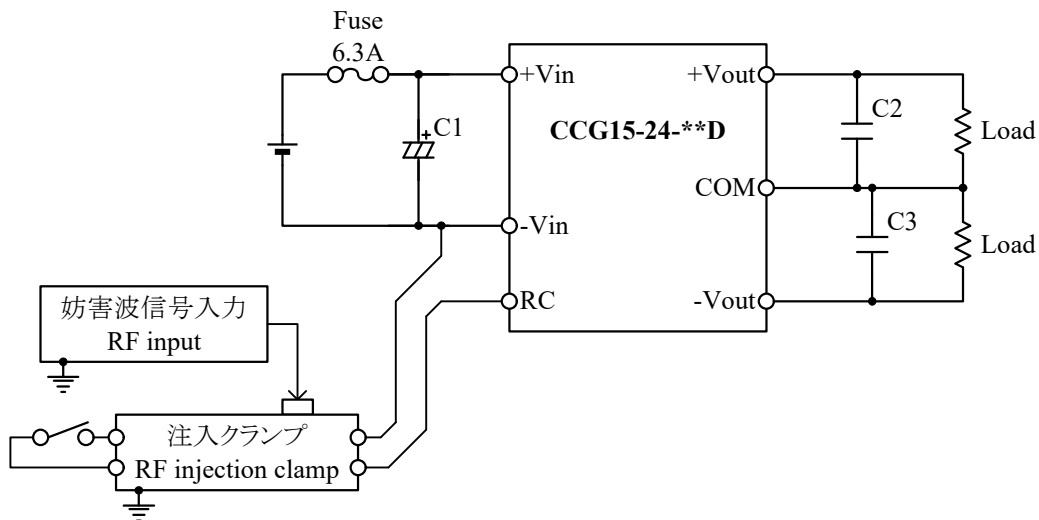 Fuse
6.3A
+Vin
+Vout
C1
CCG15-24-**D
C2
Load
COM
-Vin
C3
Load
RC
-Vout
妨害波信号入力
RF input
注入クランプ
RF injection clamp